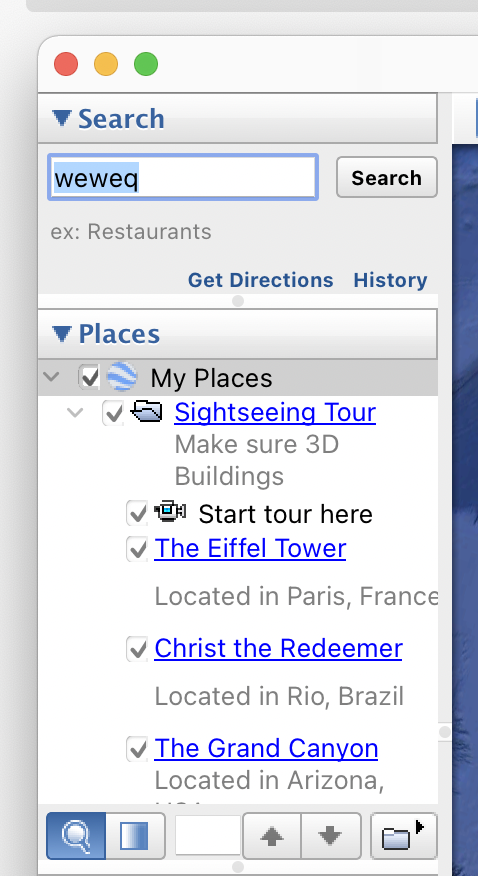 Search
weweq
Search
ex: Restaurants
Get Directions History
Places
My Places
Sightseeing Tour
Make sure 3D
Buildings
Start tour here
The Eiffel Tower
Located in Paris, France
Christ the Redeemer
Located in Rio, Brazil
The Grand Canyon
Located in Arizona,